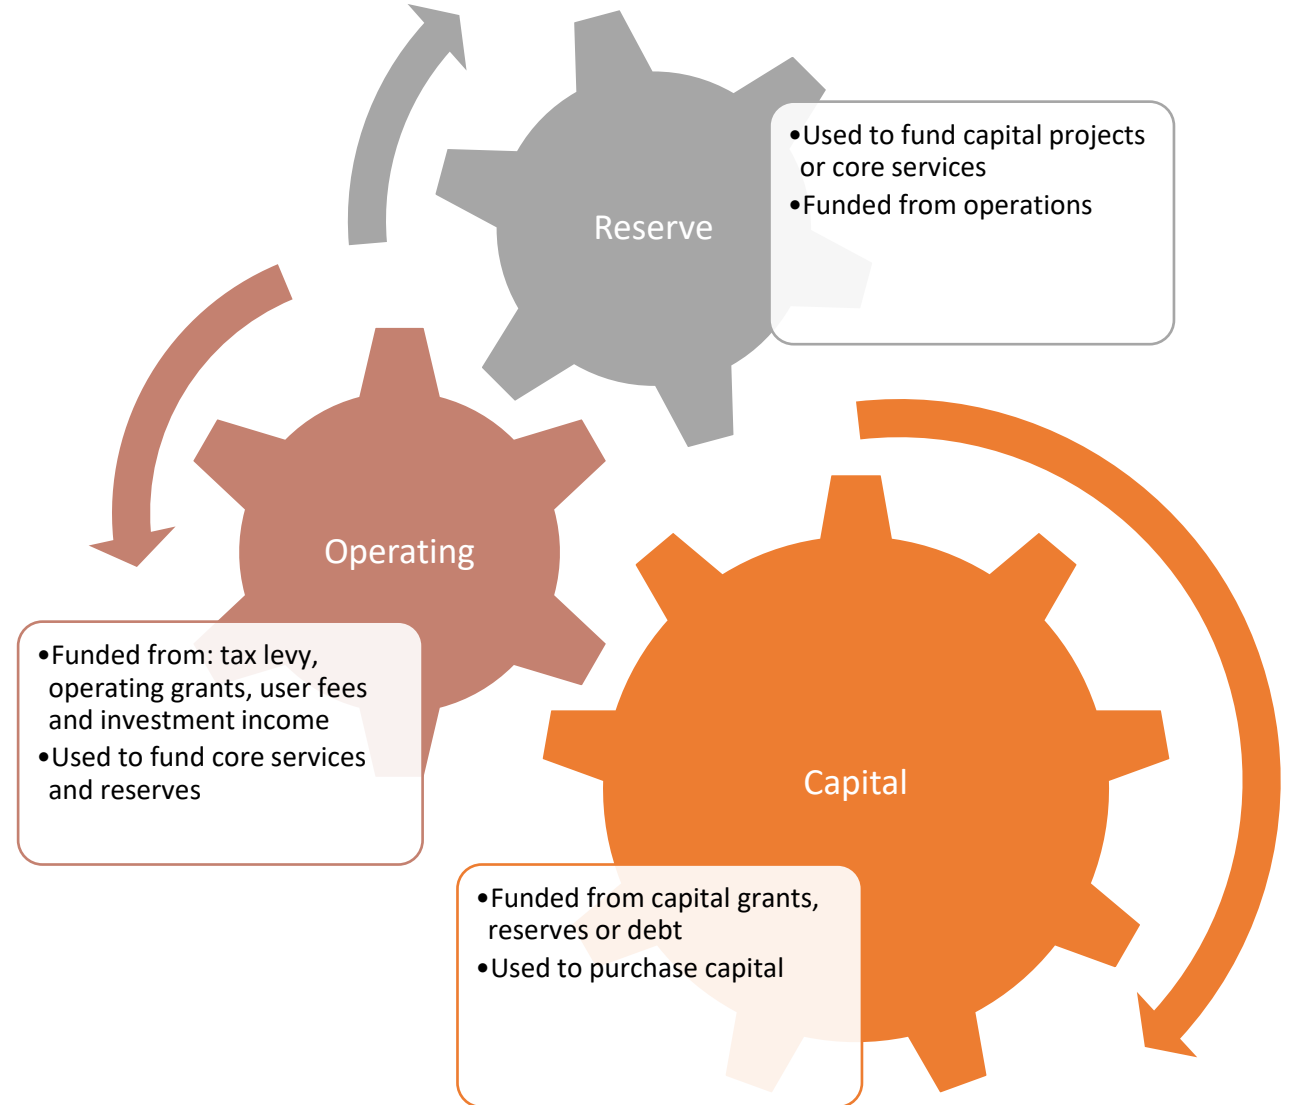 Reserve
•Used to fund capital projects
or core services
•Funded from operations
Operating
•Funded from: tax levy,
operating grants, user fees
and investment income
•Used to fund core services
and reserves
Capital
•Funded from capital grants,
reserves or debt
•Used to purchase capital